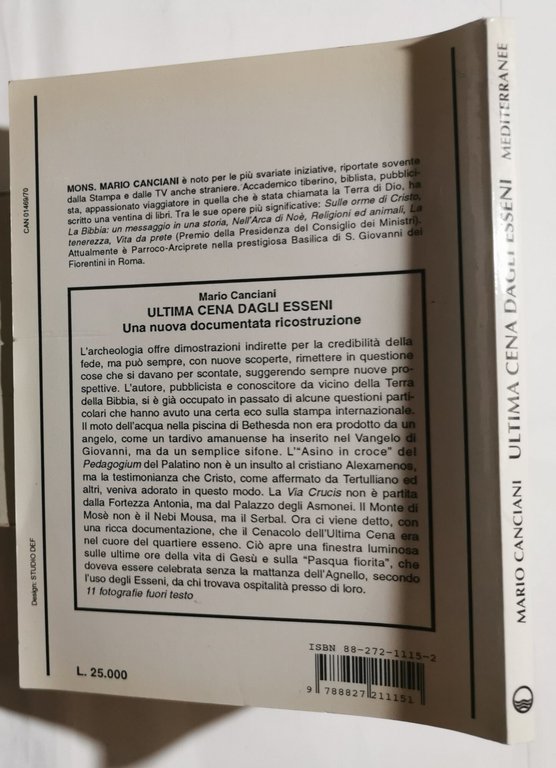 MONS. MARIO CANCIANI è noto per le più svariate iniziative, riportate sovente
dalla Stampa e dalle TV anche straniere. Accademico tiberino, biblista, pubblici-
sta, appassionato viaggiatore in quella che è stata chiamata la Terra di Dio, ha
scritto una ventina di libri. Tra le sue opere più significative: Sulle orme di Cristo,
La Bibbia: un messaggio in una storia, Nell'Arca di Noè, Religioni ed animali, La
tenerezza, Vita da prete (Premio della Presidenza del Consiglio dei Ministri).
Attualmente è Parroco-Arciprete nella prestigiosa Basilica di S. Giovanni dei
Fiorentini in Roma.
Mario Canciani
ULTIMA CENA DAGLI ESSENI
Una nuova documentata ricostruzione
L'archeologia offre dimostrazioni indirette per la credibilità della
fede, ma può sempre, con nuove scoperte, rimettere in questione
cose che si davano per scontate, suggerendo sempre nuove pro-
spettive. L'autore, pubblicista e conoscitore da vicino della Terra
della Bibbia, si è già occupato in passato di alcune questioni parti-
colari che hanno avuto una certa eco sulla stampa internazionale.
Il moto dell'acqua nella piscina di Bethesda non era prodotto da un
angelo, come un tardivo amanuense ha inserito nel Vangelo di
Giovanni, ma da un semplice sifone. L'"Asino in croce" del
Pedagogium del Palatino non è un insulto al cristiano Alexamenos,
ma la testimonianza che Cristo, come affermato da Tertulliano ed
altri, veniva adorato in questo modo. La Via Crucis non è partita
dalla Fortezza Antonia, ma dal Palazzo degli Asmonei. Il Monte di
Mosè non è il Nebi Mousa, ma il Serbal. Ora ci viene detto, con
una ricca documentazione, che il Cenacolo dell'Ultima Cena era
nel cuore del quartiere esseno. Ciò apre una finestra luminosa
sulle ultime ore della vita di Gesù e sulla "Pasqua fiorita", che
doveva essere celebrata senza la mattanza dell'Agnello, secondo
l'uso degli Esseni, da chi trovava ospitalità presso di loro.
11 fotografie fuori testo
L. 25.000
ISBN 88-272-1115-2
9 788827 211151
CAN 01469/70
Design: STUDIO DEF
MARIO CANCIANI ULTIMA CENA DAGLI ESSENI MEDITERRANEE